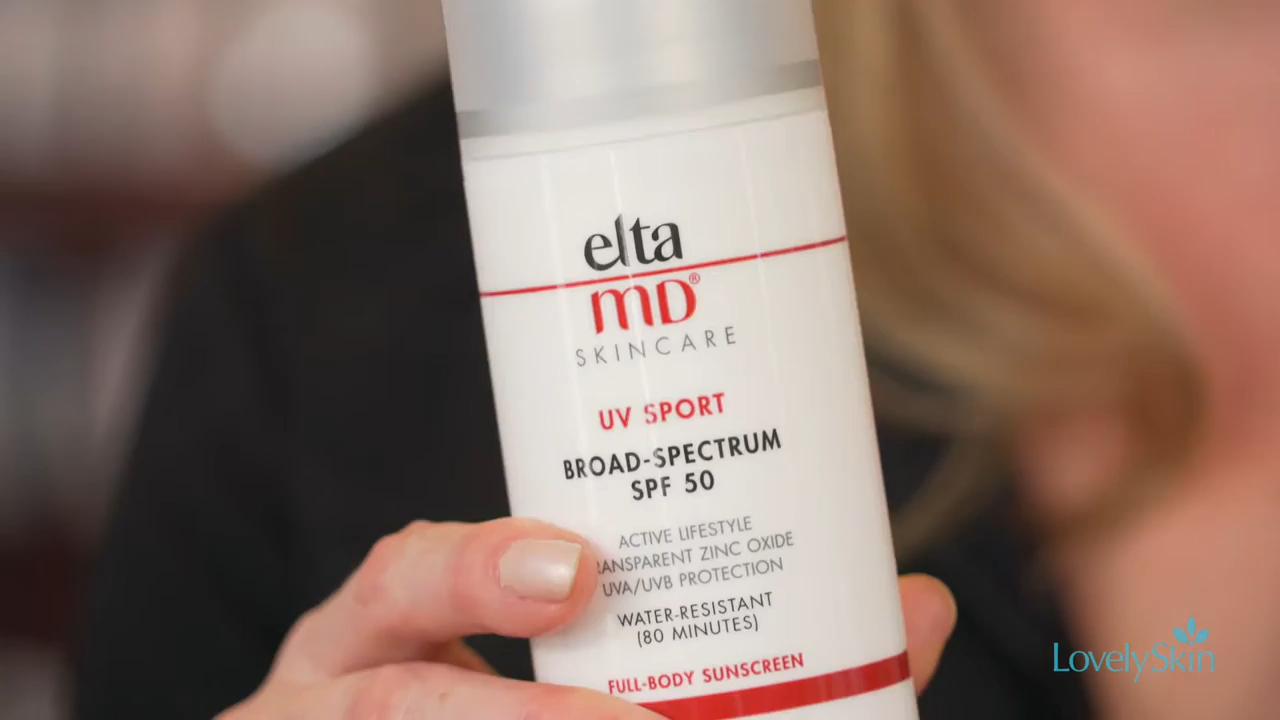 elta
MD®
SKINCARE
UV SPORT
BROAD-SPECTRUM
SPF 50
ACTIVE LIFESTYLE
RANSPARENT ZINC OXIDE
UVA/UVB PROTECTION
WATER-RESISTANT
(80 MINUTES)
FULL-BODY SUNSCREEN
LovelySkin